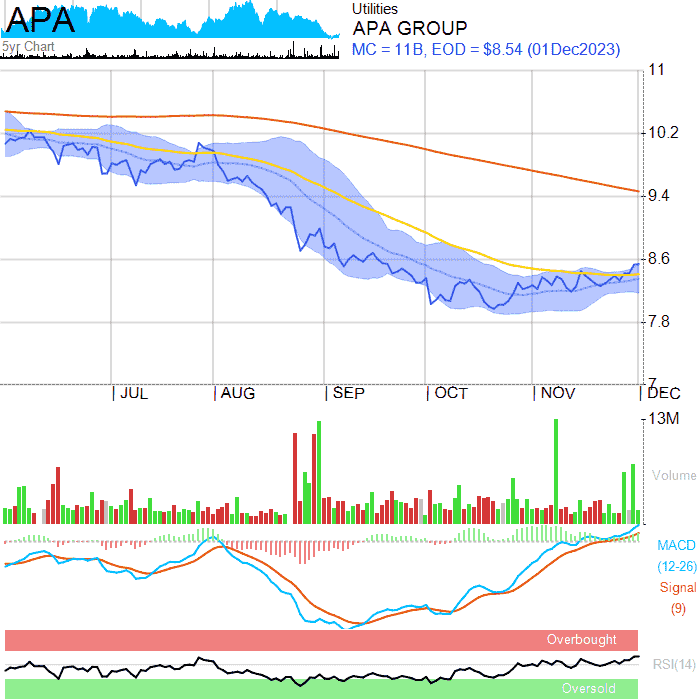 APA
5yr Chart
Utilities
APA GROUP
MC = 11B, EOD = $8.54 (01Dec2023)
11
10.2
9.4
8.6
7.8
7
JUL
AUG
SEP
OCT
NOV
DEC
13M
Volume
MACD
(12-26)
Signal
(9)
Overbought
RSI(14)
Oversold